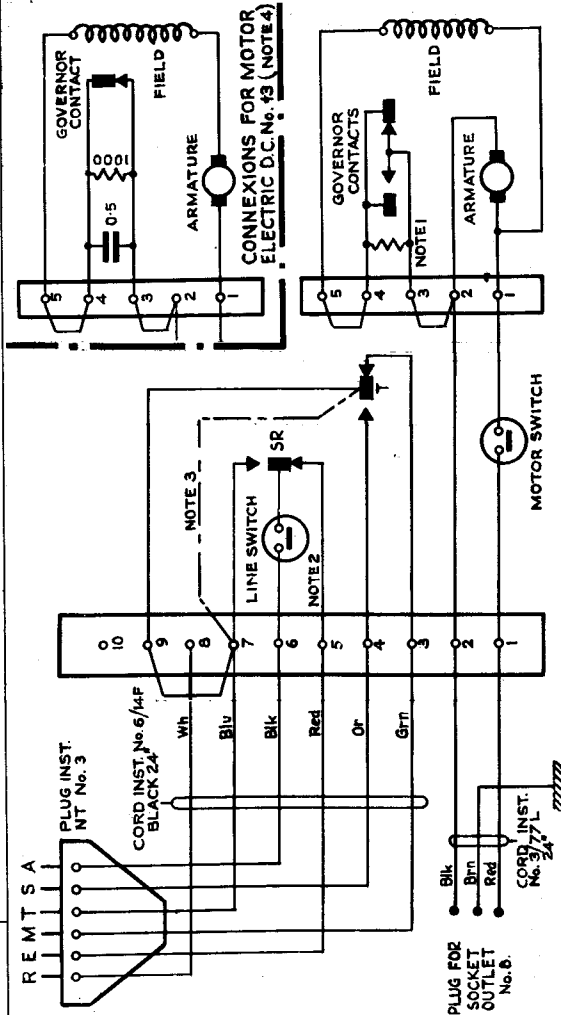 GOVERNOR
CONTACT
FIELD
0001
0·5
ARMATURE
5
4
3
2
1
CONNEXIONS FOR MOTOR
ELECTRIC D.C. No. 43 (NOTE 4)
FIELD
GOVERNOR
CONTACTS
NOTE 1
ARMATURE
5
4
3
2
1
NOTE 3
T
SR
LINE SWITCH
NOTE 2
MOTOR SWITCH
10
9
8
7
6
5
4
3
2
1
PLUG INST.
NT No. 3
R E M T S A
CORD INST. No. 6/14F
BLACK 24"
Wh
Blu
Blk
Red
Or
Grn
Blk
Brn
Red
CORD INST.
No. 3/77L
24"
PLUG FOR
SOCKET
OUTLET
No. 8.